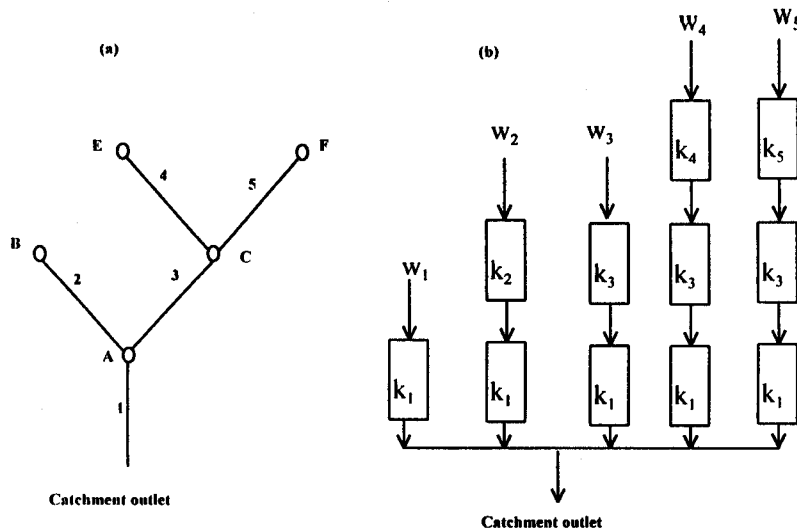 (a)
E
F
4
5
B
C
2
3
A
1
Catchment outlet
(b)
W₄
W₅
W₂
W₃
k₄
k₅
W₁
k₂
k₃
k₃
k₃
k₁
k₁
k₁
k₁
k₁
Catchment outlet